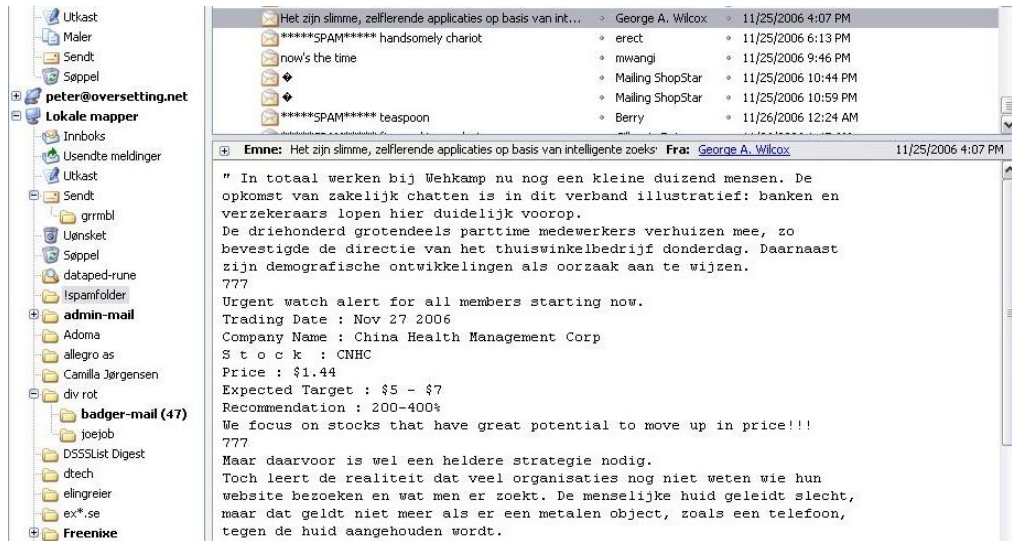 Utkast
Maler
Sendt
Søppel
peter@oversetting.net
Lokale mapper
Innboks
Usendte meldinger
Utkast
Sendt
grrmbl
Uønsket
Søppel
dataped-rune
!spamfolder
admin-mail
Adoma
allegro as
Camilla Jørgensen
div rot
badger-mail (47)
joejob
DSSSList Digest
dtech
elingreier
ex*.se
Freenixe
Het zijn slimme, zelflerende applicaties op basis van int... George A. Wilcox 11/25/2006 4:07 PM
*****SPAM***** handsomely chariot erect 11/25/2006 6:13 PM
now's the time mwangi 11/25/2006 9:46 PM
� Mailing ShopStar 11/25/2006 10:44 PM
� Mailing ShopStar 11/25/2006 10:59 PM
*****SPAM***** teaspoon Berry 11/26/2006 12:24 AM
Emne: Het zijn slimme, zelflerende applicaties op basis van intelligente zoeks Fra: George A. Wilcox 11/25/2006 4:07 PM
" In totaal werken bij Wehkamp nu nog een kleine duizend mensen. De
opkomst van zakelijk chatten is in dit verband illustratief: banken en
verzekeraars lopen hier duidelijk voorop.
De driehonderd grotendeels parttime medewerkers verhuizen mee, zo
bevestigde de directie van het thuiswinkelbedrijf donderdag. Daarnaast
zijn demografische ontwikkelingen als oorzaak aan te wijzen.
777
Urgent watch alert for all members starting now.
Trading Date : Nov 27 2006
Company Name : China Health Management Corp
S t o c k  : CNHC
Price : $1.44
Expected Target : $5 - $7
Recommendation : 200-400%
We focus on stocks that have great potential to move up in price!!!
777
Maar daarvoor is wel een heldere strategie nodig.
Toch leert de realiteit dat veel organisaties nog niet weten wie hun
website bezoeken en wat men er zoekt. De menselijke huid geleidt slecht,
maar dat geldt niet meer als er een metalen object, zoals een telefoon,
tegen de huid aangehouden wordt.